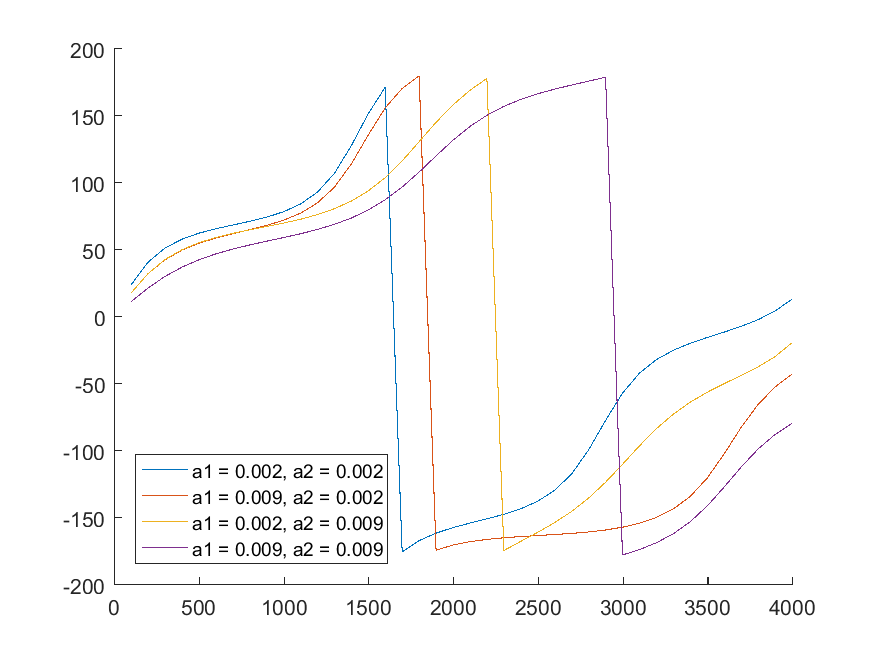 200
150
100
50
0
-50
-100
-150
-200
a1 = 0.002, a2 = 0.002
a1 = 0.009, a2 = 0.002
a1 = 0.002, a2 = 0.009
a1 = 0.009, a2 = 0.009
0 500 1000 1500 2000 2500 3000 3500 4000